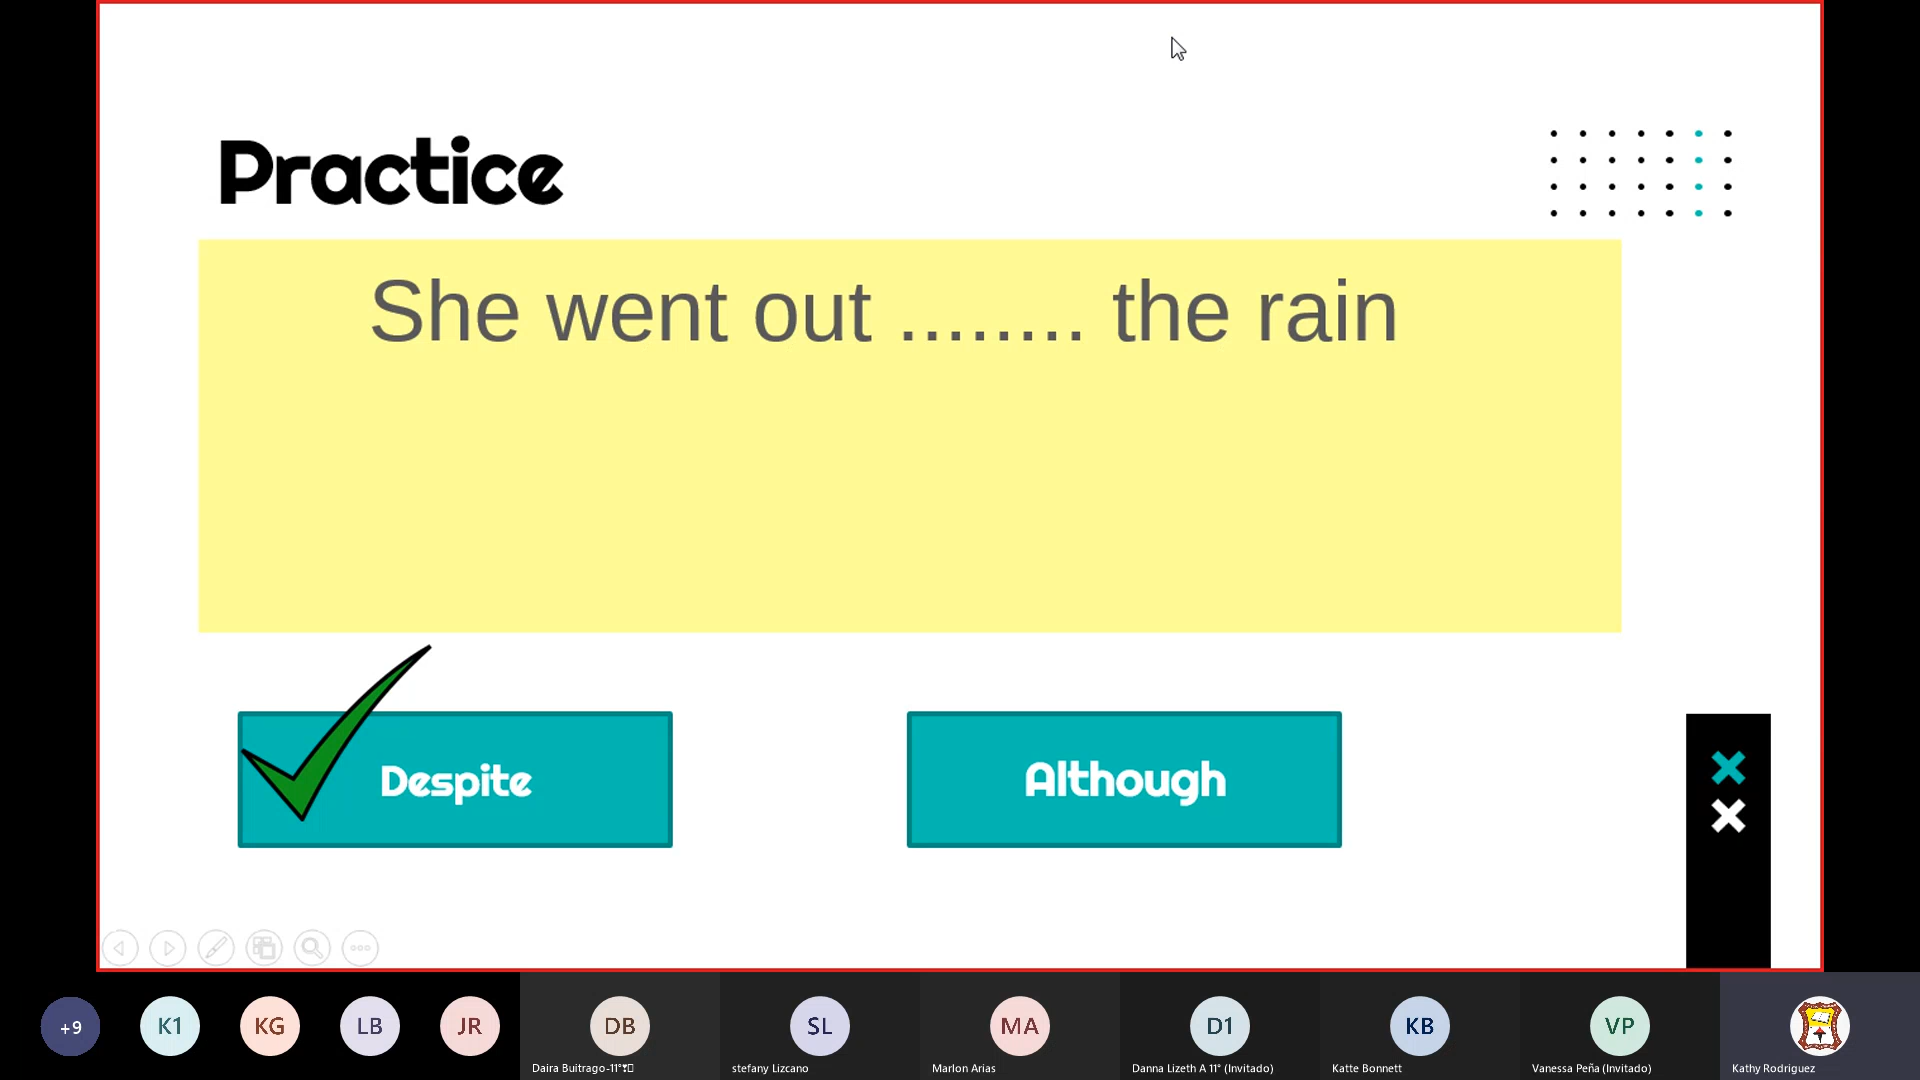 Practice
She went out ........ the rain
Despite
Although
+9
K1
KG
LB
JR
DB
SL
MA
D1
KB
VP
Daira Buitrago-11°
stefany Lizcano
Marlon Arias
Danna Lizeth A 11° (Invitado)
Katte Bonnett
Vanessa Peña (Invitado)
Kathy Rodriguez